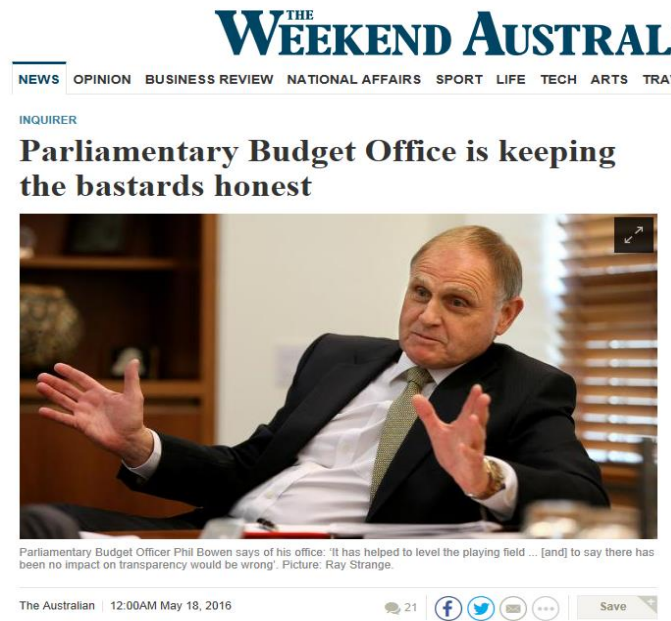 THE
WEEKEND AUSTRAL
NEWS OPINION BUSINESS REVIEW NATIONAL AFFAIRS SPORT LIFE TECH ARTS TRA
INQUIRER
Parliamentary Budget Office is keeping
the bastards honest
Parliamentary Budget Officer Phil Bowen says of his office: 'It has helped to level the playing field ... [and] to say there has
been no impact on transparency would be wrong'. Picture: Ray Strange.
The Australian 12:00AM May 18, 2016 21 Save